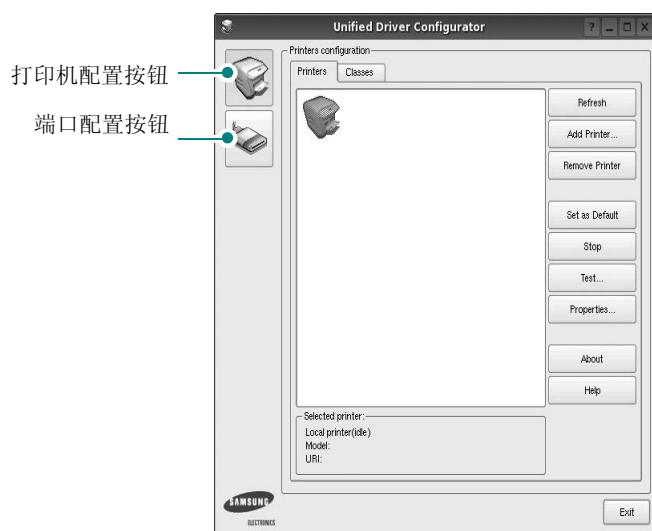 Unified Driver Configurator
打印机配置按钮
端口配置按钮
Printers configuration
Printers
Classes
Refresh
Add Printer...
Remove Printer
Set as Default
Stop
Test...
Properties...
About
Help
Selected printer:
Local printer(idle)
Model:
URI:
SAMSUNG
ELECTRONICS
Exit